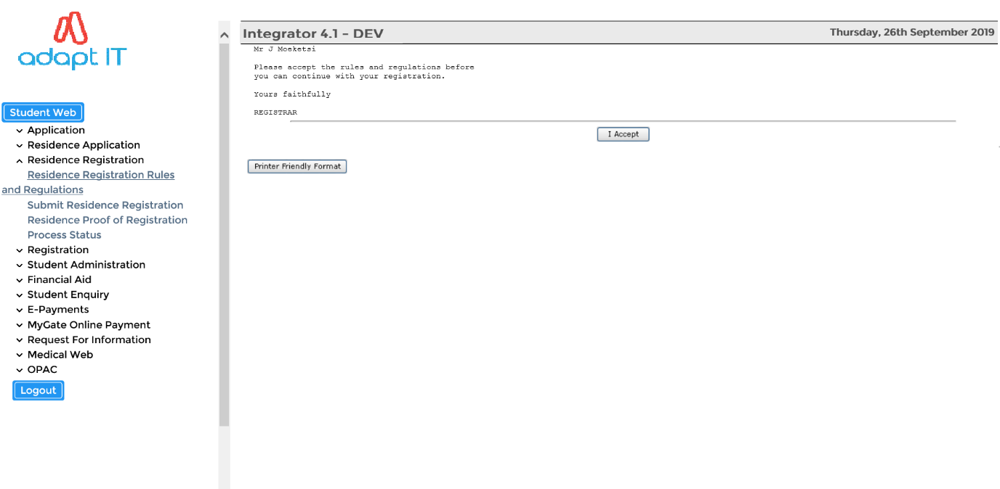 adapt IT
Student Web
Application
Residence Application
Residence Registration
Residence Registration Rules
and Regulations
Submit Residence Registration
Residence Proof of Registration
Process Status
Registration
Student Administration
Financial Aid
Student Enquiry
E-Payments
MyGate Online Payment
Request For Information
Medical Web
OPAC
Logout
Integrator 4.1 - DEV
Thursday, 26th September 2019
Mr J Moeketsi
Please accept the rules and regulations before
you can continue with your registration.
Yours faithfully
REGISTRAR
I Accept
Printer Friendly Format